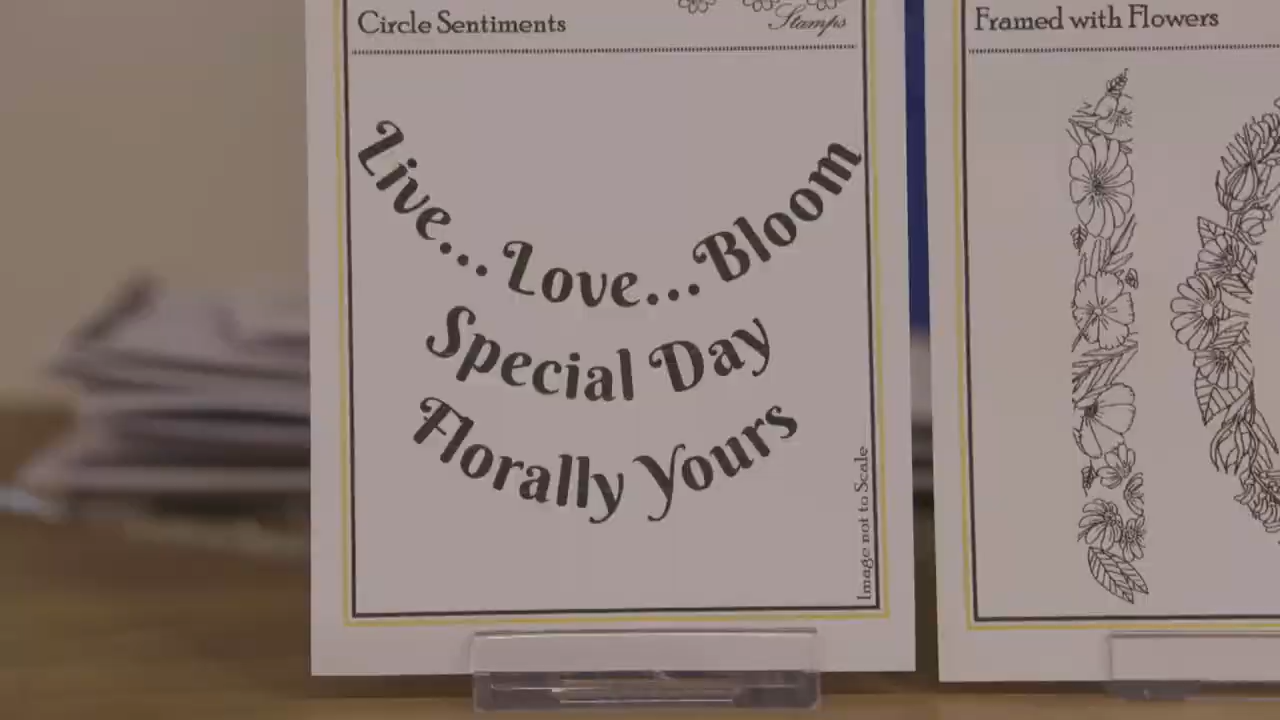 Circle Sentiments
Stamps
Live...Love...Bloom
Special Day
Florally Yours
Image not to Scale
Framed with Flowers